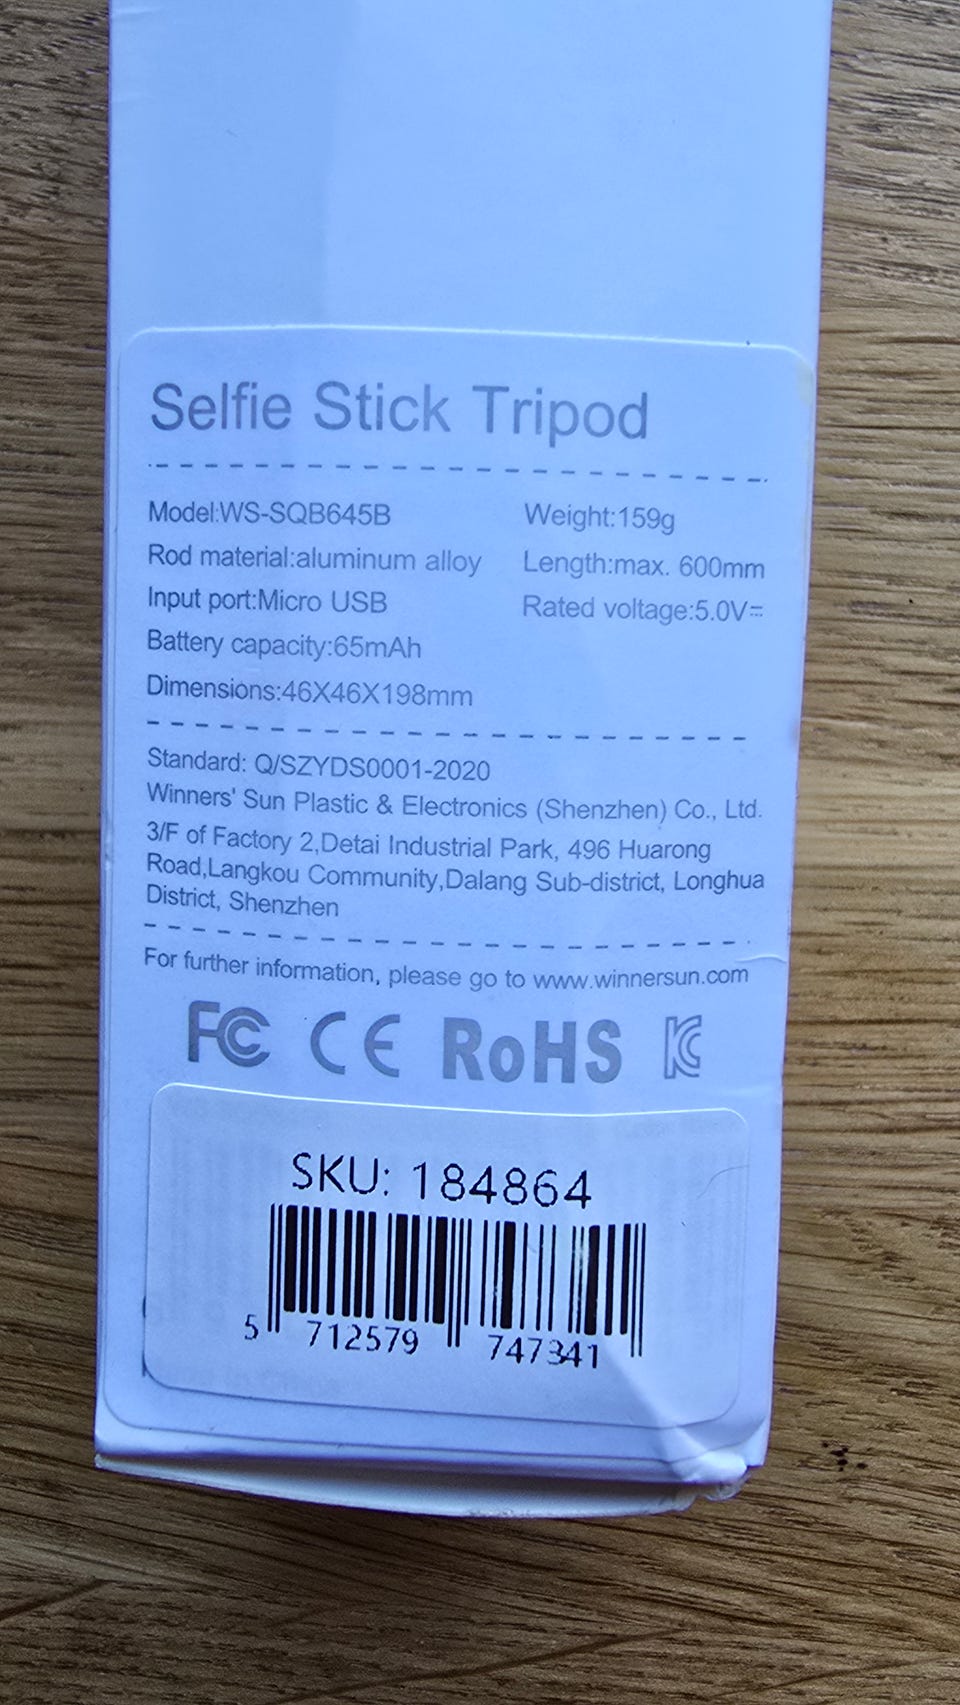 Selfie Stick Tripod
Model:WS-SQB645B
Weight:159g
Rod material:aluminum alloy
Length:max. 600mm
Input port:Micro USB
Rated voltage:5.0V⎓
Battery capacity:65mAh
Dimensions:46X46X198mm
Standard: Q/SZYDS0001-2020
Winners' Sun Plastic & Electronics (Shenzhen) Co., Ltd.
3/F of Factory 2,Detai Industrial Park, 496 Huarong
Road,Langkou Community,Dalang Sub-district, Longhua
District, Shenzhen
For further information, please go to www.winnersun.com
FC CE RoHS KC
SKU: 184864
5 712579 747341